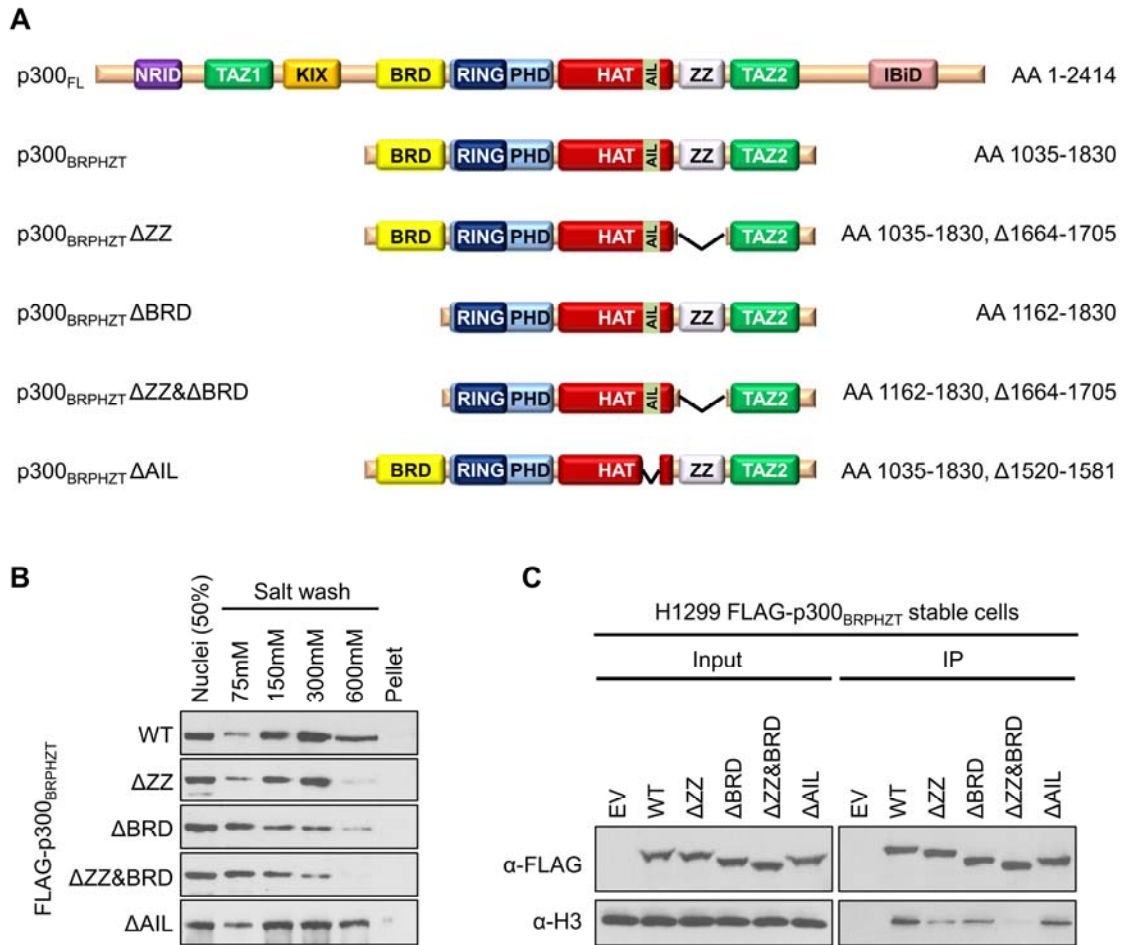 A
p300FL NRID TAZ1 KIX BRD RING PHD HAT AIL ZZ TAZ2 IBiD AA 1-2414
p300BRPHZT BRD RING PHD HAT AIL ZZ TAZ2 AA 1035-1830
p300BRPHZT ΔZZ BRD RING PHD HAT AIL TAZ2 AA 1035-1830, Δ1664-1705
p300BRPHZT ΔBRD RING PHD HAT AIL ZZ TAZ2 AA 1162-1830
p300BRPHZT ΔZZ&ΔBRD RING PHD HAT AIL TAZ2 AA 1162-1830, Δ1664-1705
p300BRPHZT ΔAIL BRD RING PHD HAT ZZ TAZ2 AA 1035-1830, Δ1520-1581
B
Salt wash
Nuclei (50%) 75mM 150mM 300mM 600mM Pellet
FLAG-p300BRPHZT
WT
ΔZZ
ΔBRD
ΔZZ&BRD
ΔAIL
C
H1299 FLAG-p300BRPHZT stable cells
Input IP
EV WT ΔZZ ΔBRD ΔZZ&BRD ΔAIL EV WT ΔZZ ΔBRD ΔZZ&BRD ΔAIL
α-FLAG
α-H3